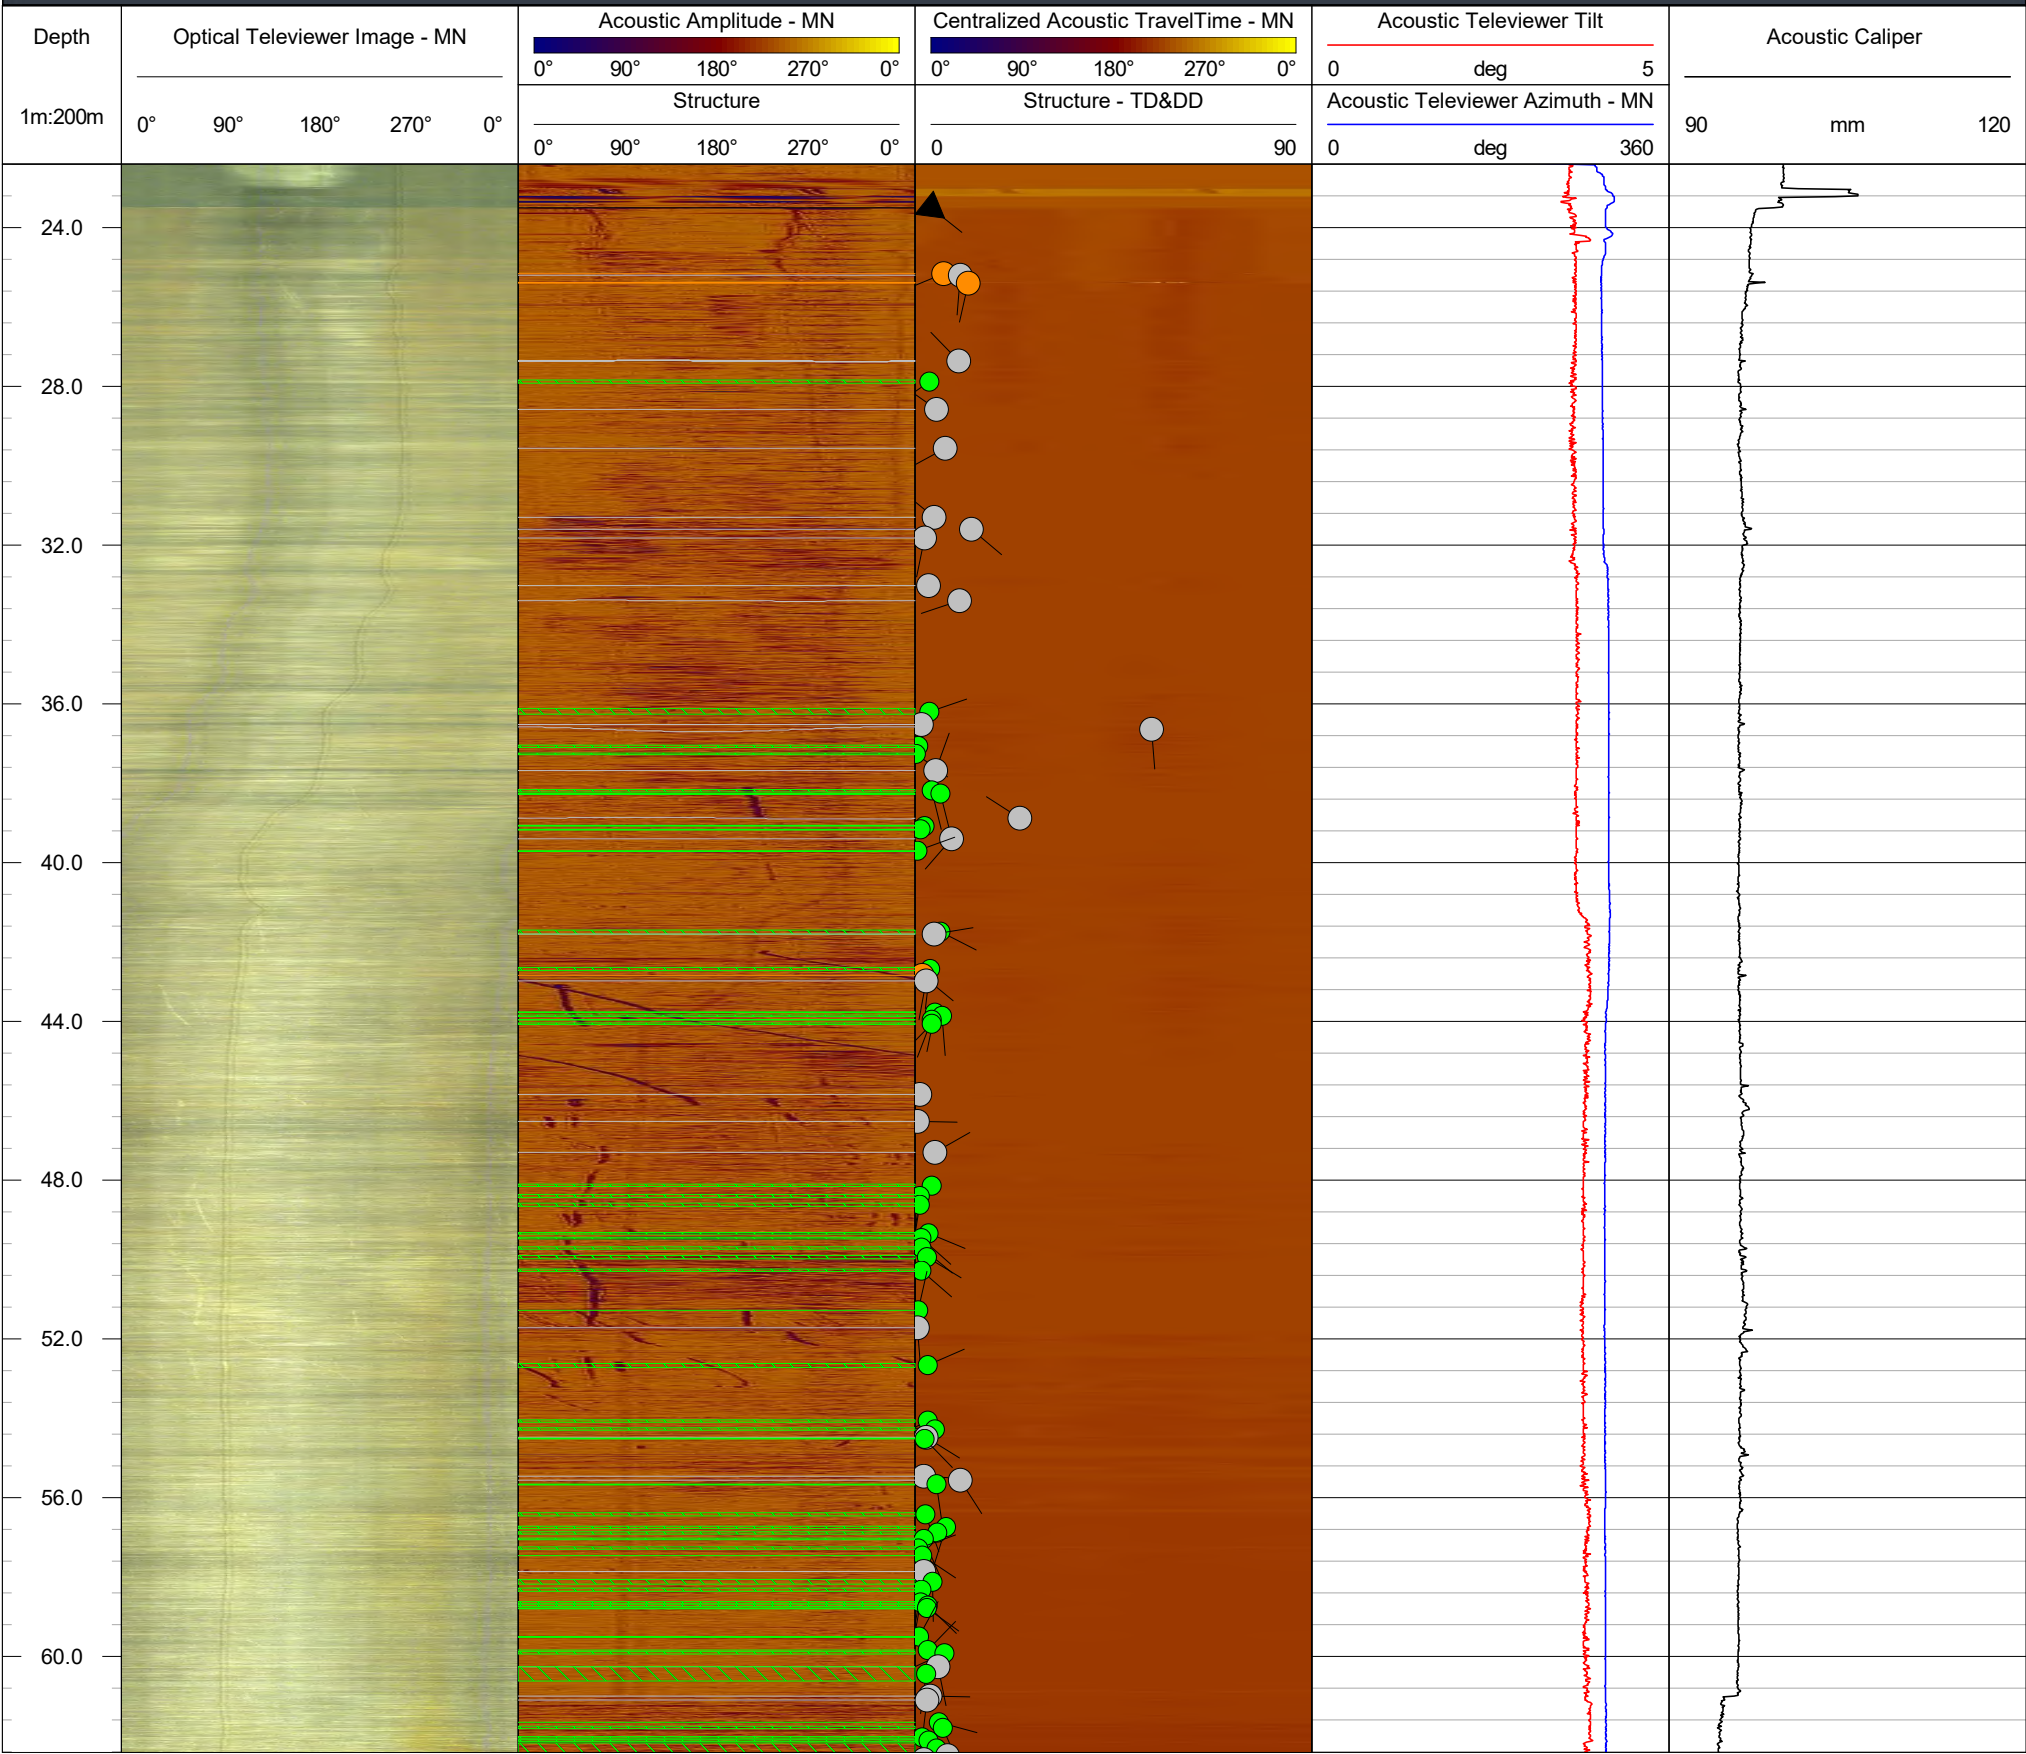 Depth
1m:200m
Optical Televiewer Image - MN
0° 90° 180° 270° 0°
Acoustic Amplitude - MN
0° 90° 180° 270° 0°
Structure
0° 90° 180° 270° 0°
Centralized Acoustic TravelTime - MN
0° 90° 180° 270° 0°
Structure - TD&DD
0 90
Acoustic Televiewer Tilt
0 deg 5
Acoustic Televiewer Azimuth - MN
0 deg 360
Acoustic Caliper
90 mm 120
24.0
28.0
32.0
36.0
40.0
44.0
48.0
52.0
56.0
60.0